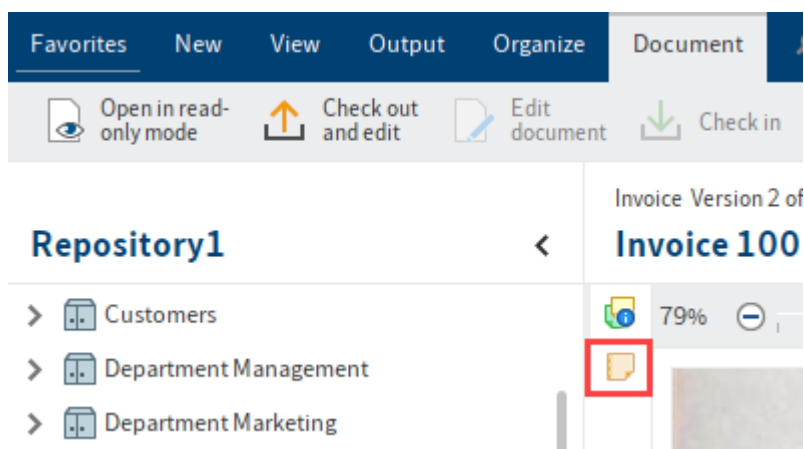 Favorites New View Output Organize Document
Open in read-
only mode
Check out
and edit
Edit
document
Check in
Invoice Version 2 of
Repository1
Invoice 100
Customers
79%
Department Management
Department Marketing